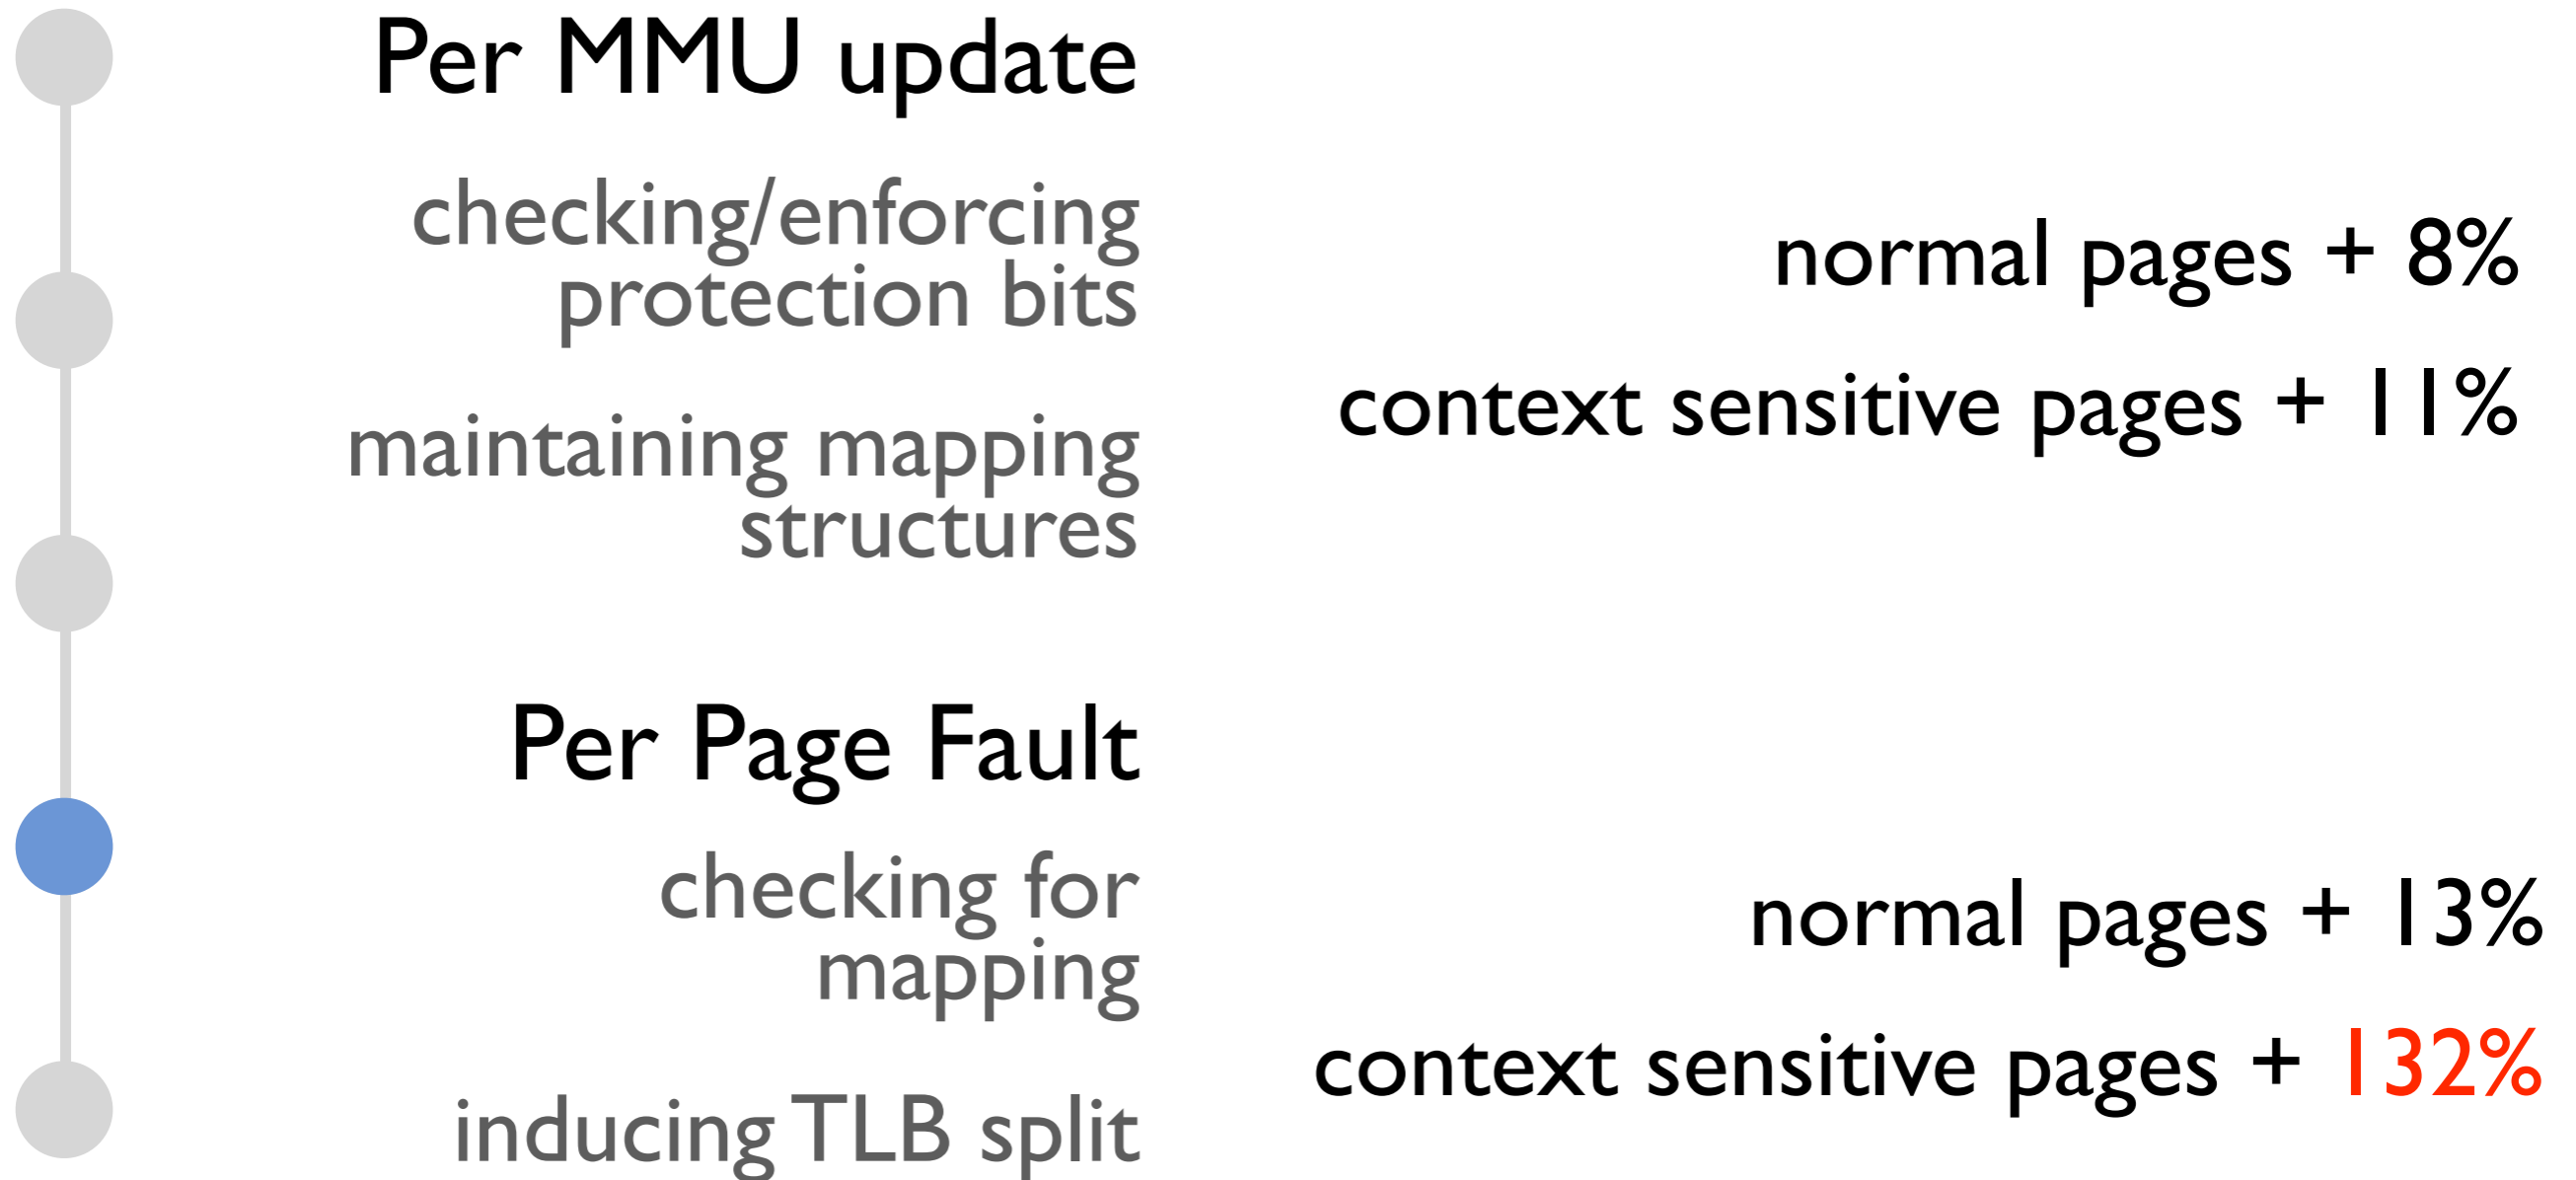 Per MMU update
checking/enforcing
protection bits
normal pages + 8%
context sensitive pages + 11%
maintaining mapping
structures
Per Page Fault
checking for
mapping
normal pages + 13%
context sensitive pages + 132%
inducing TLB split